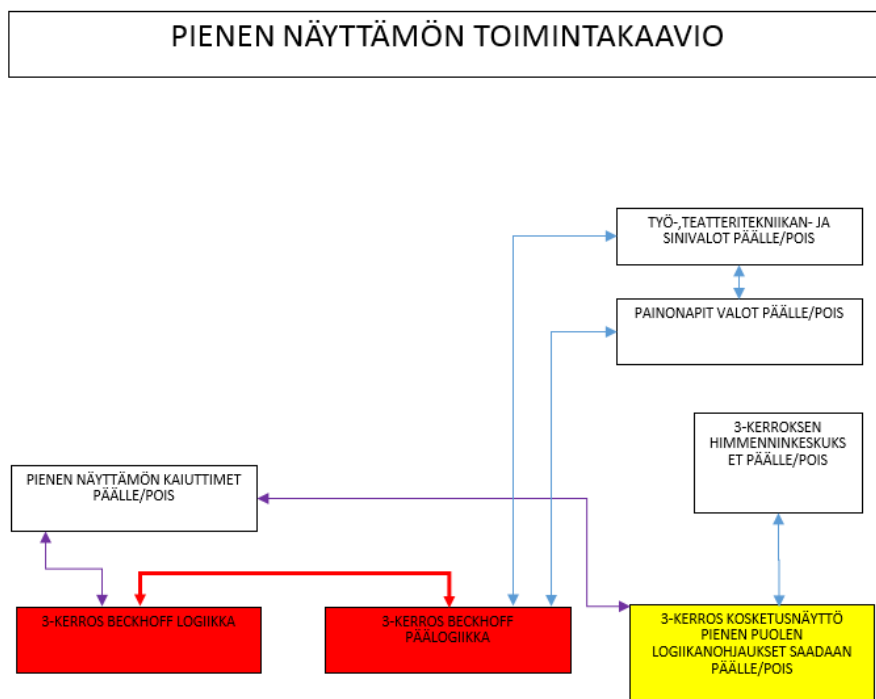 PIENEN NÄYTTÄMÖN TOIMINTAKAAVIO
TYÖ-,TEATTERITEKNIIKAN- JA
SINIVALOT PÄÄLLE/POIS
PAINONAPIT VALOT PÄÄLLE/POIS
3-KERROKSEN
HIMMENNINKESKUKS
ET PÄÄLLE/POIS
PIENEN NÄYTTÄMÖN KAIUTTIMET
PÄÄLLE/POIS
3-KERROS BECKHOFF LOGIIKKA
3-KERROS BECKHOFF
PÄÄLOGIIKKA
3-KERROS KOSKETUSNÄYTTÖ
PIENEN PUOLEN
LOGIIKANOHJAUKSET SAADAAN
PÄÄLLE/POIS